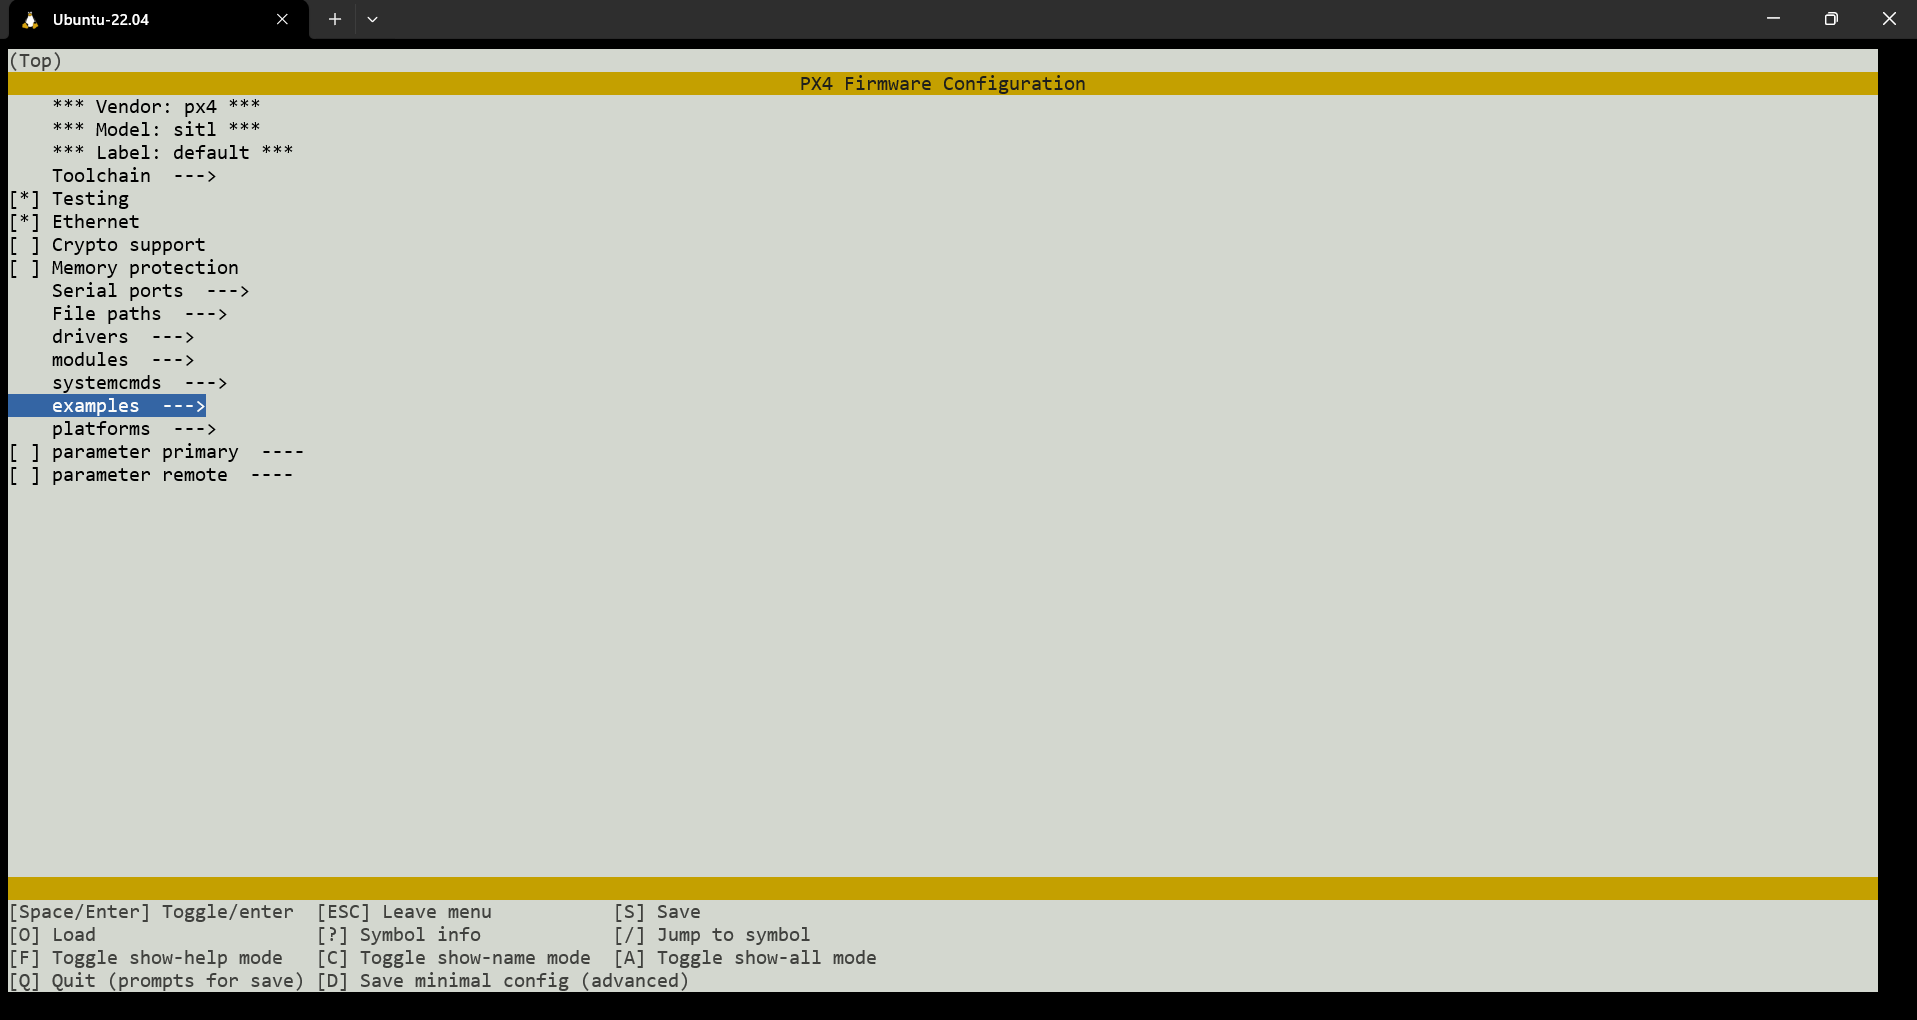 Ubuntu-22.04
(Top)
PX4 Firmware Configuration
*** Vendor: px4 ***
*** Model: sitl ***
*** Label: default ***
Toolchain  --->
[*] Testing
[*] Ethernet
[ ] Crypto support
[ ] Memory protection
Serial ports  --->
File paths  --->
drivers  --->
modules  --->
systemcmds  --->
examples  --->
platforms  --->
[ ] parameter primary  ----
[ ] parameter remote  ----
[Space/Enter] Toggle/enter  [ESC] Leave menu           [S] Save
[O] Load                    [?] Symbol info            [/] Jump to symbol
[F] Toggle show-help mode   [C] Toggle show-name mode  [A] Toggle show-all mode
[Q] Quit (prompts for save) [D] Save minimal config (advanced)